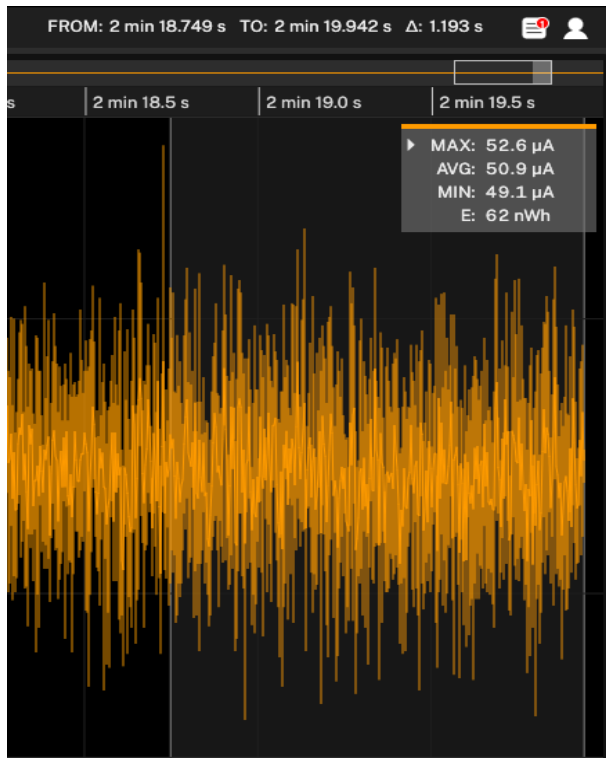 FROM: 2 min 18.749 s TO: 2 min 19.942 s Δ: 1.193 s
1
s 2 min 18.5 s 2 min 19.0 s 2 min 19.5 s
MAX: 52.6 µA
AVG: 50.9 µA
MIN: 49.1 µA
E: 62 nWh